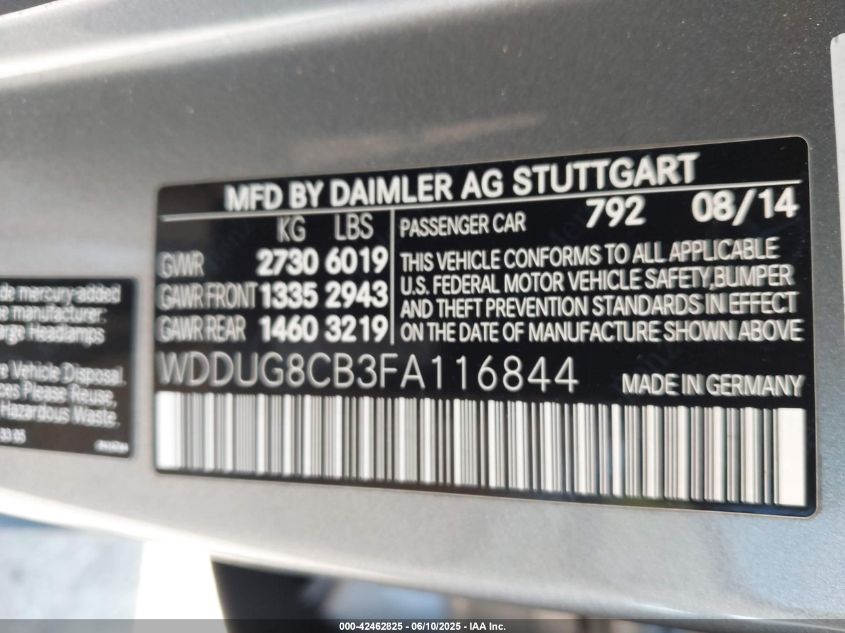 MFD BY DAIMLER AG STUTTGART
KG LBS
GVWR 2730 6019
GAWR FRONT 1335 2943
GAWR REAR 1460 3219
PASSENGER CAR 792 08/14
THIS VEHICLE CONFORMS TO ALL APPLICABLE
U.S. FEDERAL MOTOR VEHICLE SAFETY,BUMPER
AND THEFT PREVENTION STANDARDS IN EFFECT
ON THE DATE OF MANUFACTURE SHOWN ABOVE
WDDUG8CB3FA116844
MADE IN GERMANY
de mercury-added
manufacturer:
Headlamps
Vehicle Disposal.
Please Reuse,
Hazardous Waste.
000-42462825 - 06/10/2025 - IAA Inc.